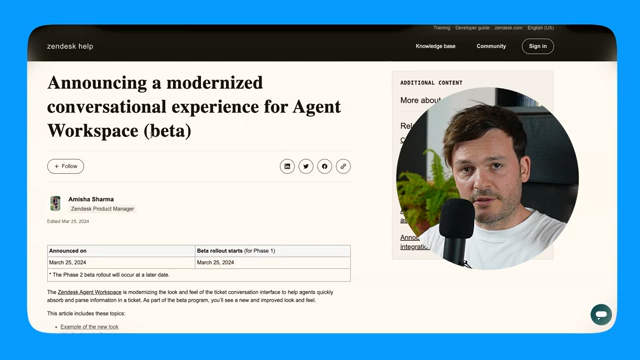 Training Developer guide zendesk.com English (US)
zendesk help
Knowledge base Community Sign in
Announcing a modernized
conversational experience for Agent
Workspace (beta)
+ Follow
Amisha Sharma
Zendesk Product Manager
Edited Mar 25, 2024
Announced on Beta rollout starts (for Phase 1)
March 25, 2024 March 25, 2024
* The Phase 2 beta rollout will occur at a later date.
The Zendesk Agent Workspace is modernizing the look and feel of the ticket conversation interface to help agents quickly
absorb and parse information in a ticket. As part of the beta program, you'll see a new and improved look and feel.
This article includes these topics:
• Example of the new look
ADDITIONAL CONTENT
More about